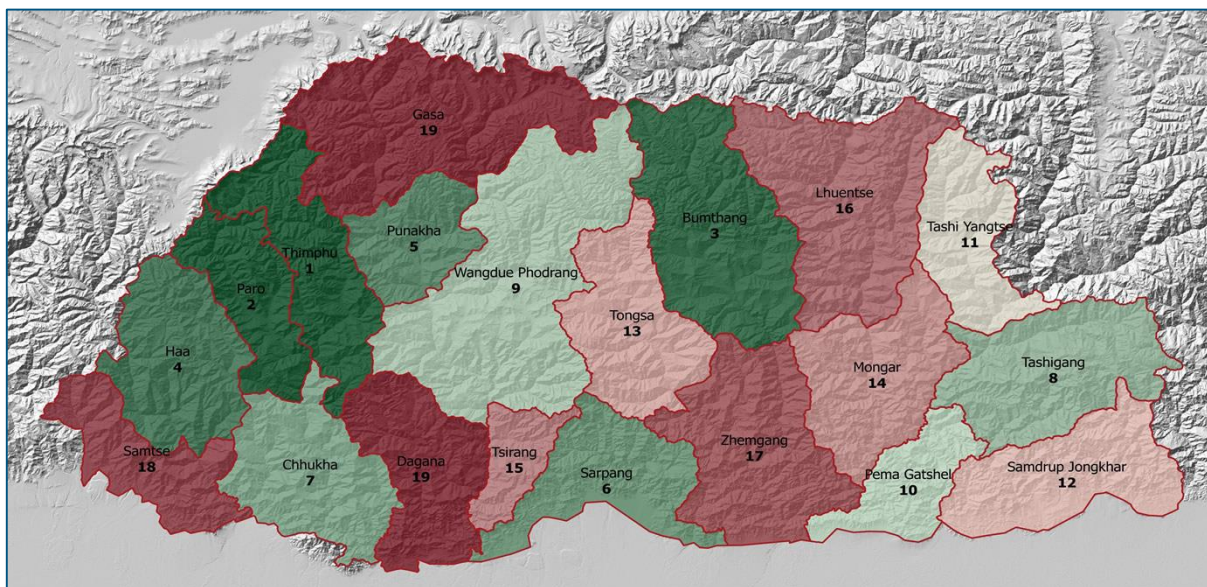 Gasa
19
Punakha
5
Thimphu
1
Paro
2
Haa
4
Wangdue Phodrang
9
Bumthang
3
Lhuentse
16
Tashi Yangtse
11
Tongsa
13
Mongar
14
Tashigang
8
Samtse
18
Chhukha
7
Dagana
19
Tsirang
15
Sarpang
6
Zhemgang
17
Pema Gatshel
10
Samdrup Jongkhar
12